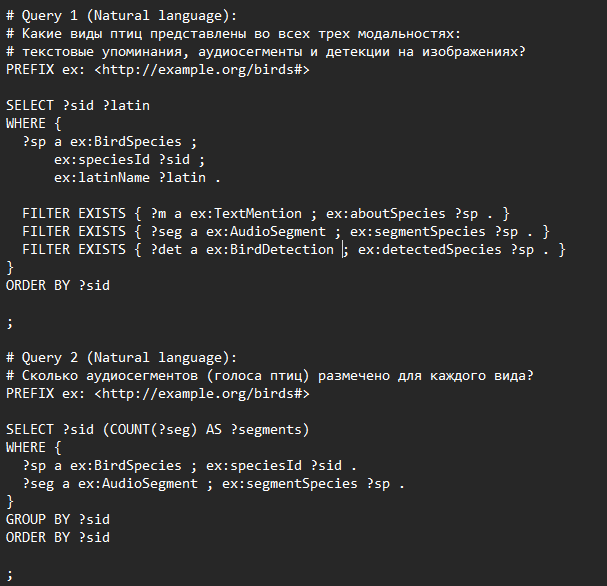 # Query 1 (Natural language):
# Какие виды птиц представлены во всех трех модальностях:
# текстовые упоминания, аудиосегменты и детекции на изображениях?
PREFIX ex: <http://example.org/birds#>

SELECT ?sid ?latin
WHERE {
  ?sp a ex:BirdSpecies ;
      ex:speciesId ?sid ;
      ex:latinName ?latin .

  FILTER EXISTS { ?m a ex:TextMention ; ex:aboutSpecies ?sp . }
  FILTER EXISTS { ?seg a ex:AudioSegment ; ex:segmentSpecies ?sp . }
  FILTER EXISTS { ?det a ex:BirdDetection ; ex:detectedSpecies ?sp . }
}
ORDER BY ?sid

;

# Query 2 (Natural language):
# Сколько аудиосегментов (голоса птиц) размечено для каждого вида?
PREFIX ex: <http://example.org/birds#>

SELECT ?sid (COUNT(?seg) AS ?segments)
WHERE {
  ?sp a ex:BirdSpecies ; ex:speciesId ?sid .
  ?seg a ex:AudioSegment ; ex:segmentSpecies ?sp .
}
GROUP BY ?sid
ORDER BY ?sid

;